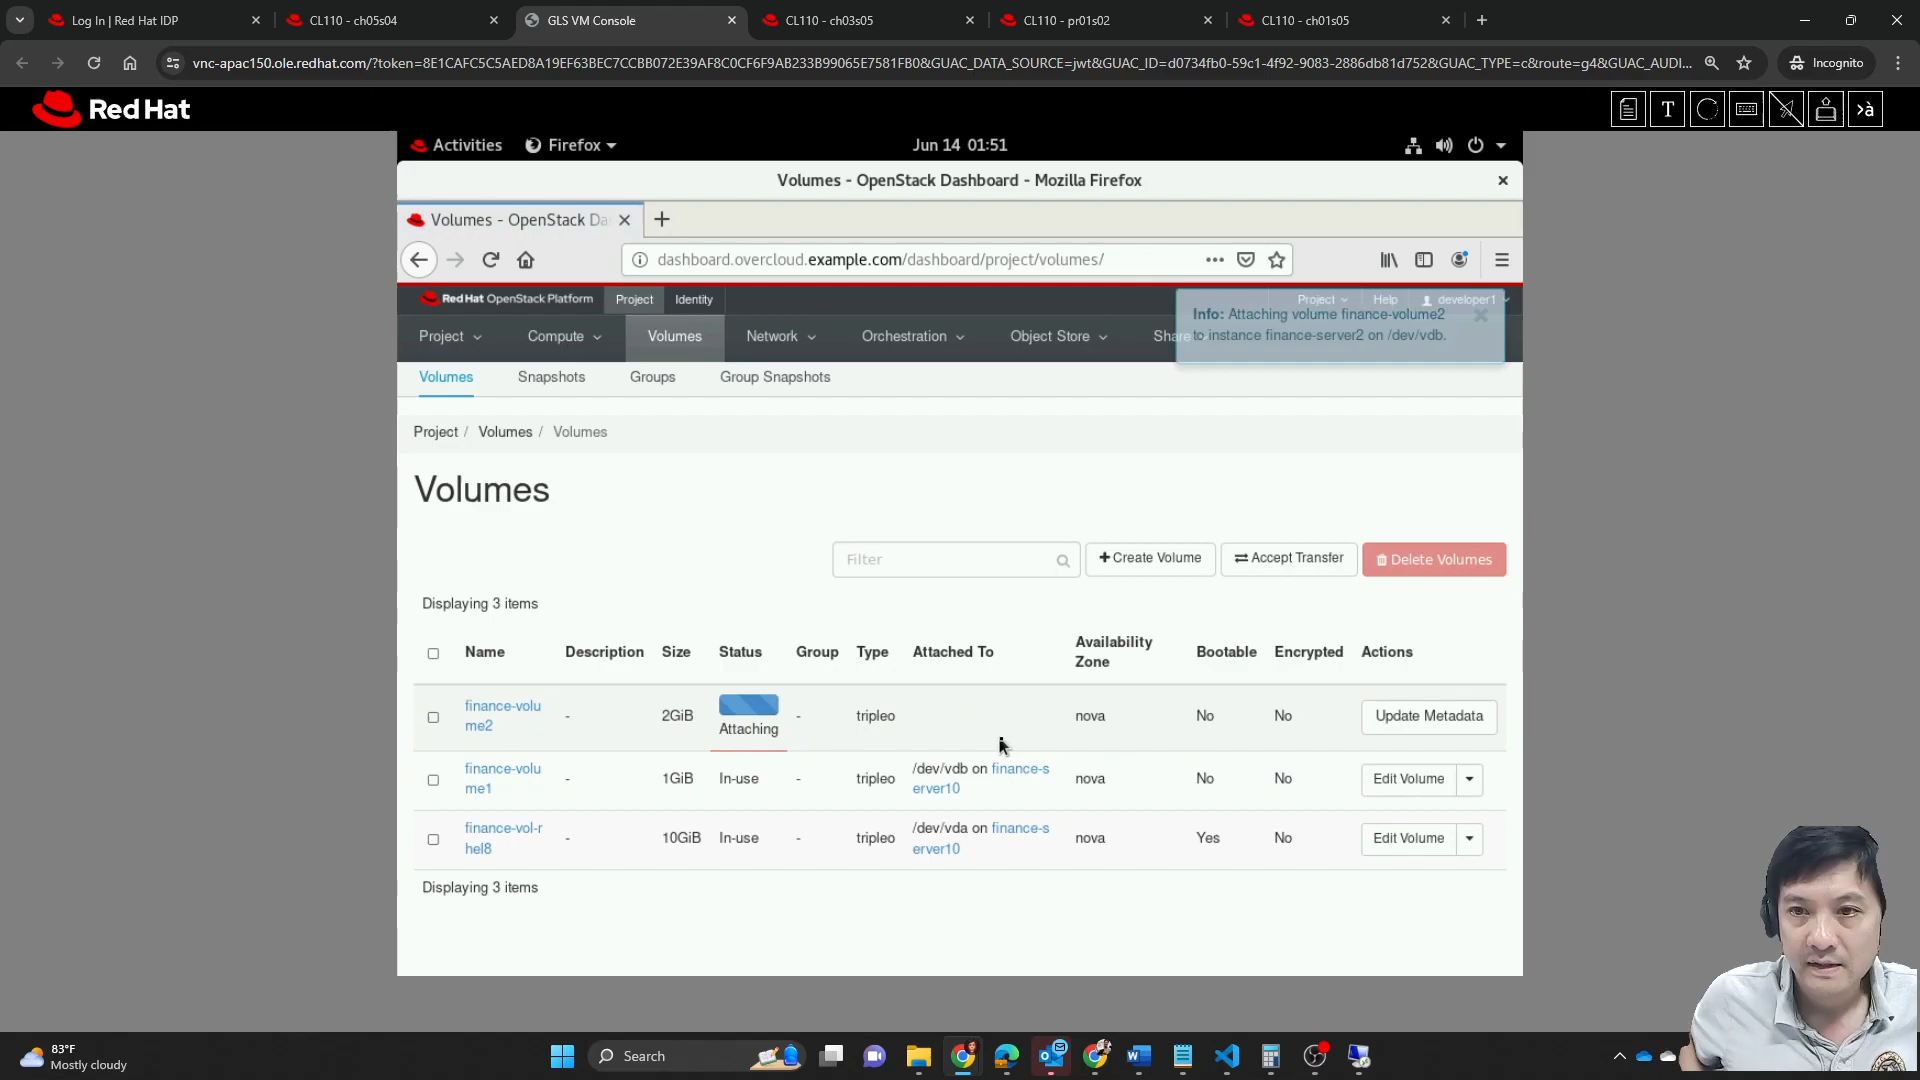 Log In | Red Hat IDP
CL110 - ch05s04
GLS VM Console
CL110 - ch03s05
CL110 - pr01s02
CL110 - ch01s05
vnc-apac150.ole.redhat.com/?token=8E1CAFC5C5AED8A19EF63BEC7CCBB072E39AF8C0CF6F9AB233B99065E7581FB0&GUAC_DATA_SOURCE=jwt&GUAC_ID=d0734fb0-59c1-4f92-9083-2886db81d752&GUAC_TYPE=c&route=g4&GUAC_AUDI...
Incognito
Red Hat
T
›à
Activities
Firefox
Jun 14 01:51
Volumes - OpenStack Dashboard - Mozilla Firefox
Volumes - OpenStack Da
dashboard.overcloud.example.com/dashboard/project/volumes/
Red Hat OpenStack Platform
Project
Identity
Project
Help
developer1
Info: Attaching volume finance-volume2
to instance finance-server2 on /dev/vdb.
Project
Compute
Volumes
Network
Orchestration
Object Store
Share
Volumes
Snapshots
Groups
Group Snapshots
Project / Volumes / Volumes
Volumes
Filter
+Create Volume
Accept Transfer
Delete Volumes
Displaying 3 items
Name Description Size Status Group Type Attached To Availability Zone Bootable Encrypted Actions
finance-volu
me2
-
2GiB
Attaching
-
tripleo
nova
No
No
Update Metadata
finance-volu
me1
-
1GiB
In-use
-
tripleo
/dev/vdb on finance-s
erver10
nova
No
No
Edit Volume
finance-vol-r
hel8
-
10GiB
In-use
-
tripleo
/dev/vda on finance-s
erver10
nova
Yes
No
Edit Volume
Displaying 3 items
83°F
Mostly cloudy
Search